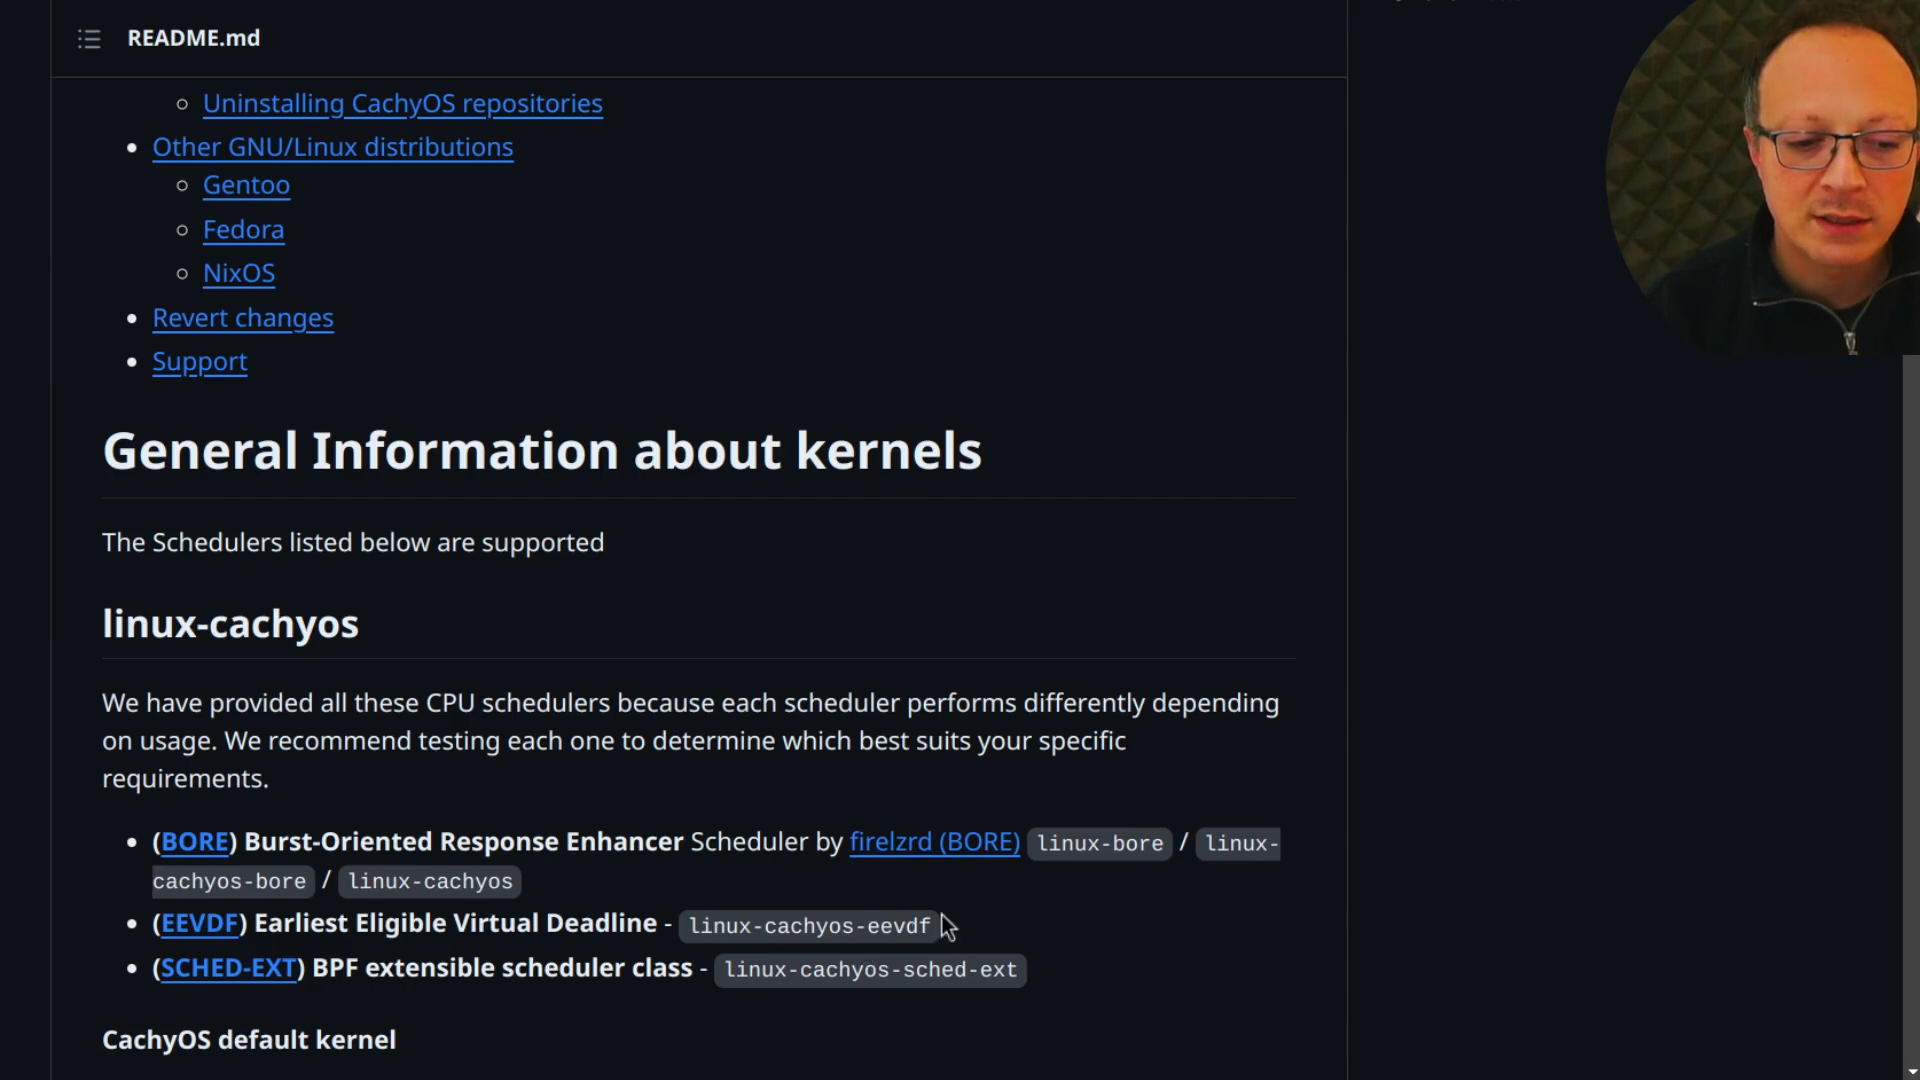 README.md
Uninstalling CachyOS repositories
Other GNU/Linux distributions
Gentoo
Fedora
NixOS
Revert changes
Support
General Information about kernels
The Schedulers listed below are supported
linux-cachyos
We have provided all these CPU schedulers because each scheduler performs differently depending
on usage. We recommend testing each one to determine which best suits your specific
requirements.
(BORE) Burst-Oriented Response Enhancer Scheduler by firelzrd (BORE) linux-bore / linux-
cachyos-bore / linux-cachyos
(EEVDF) Earliest Eligible Virtual Deadline - linux-cachyos-eevdf
(SCHED-EXT) BPF extensible scheduler class - linux-cachyos-sched-ext
CachyOS default kernel